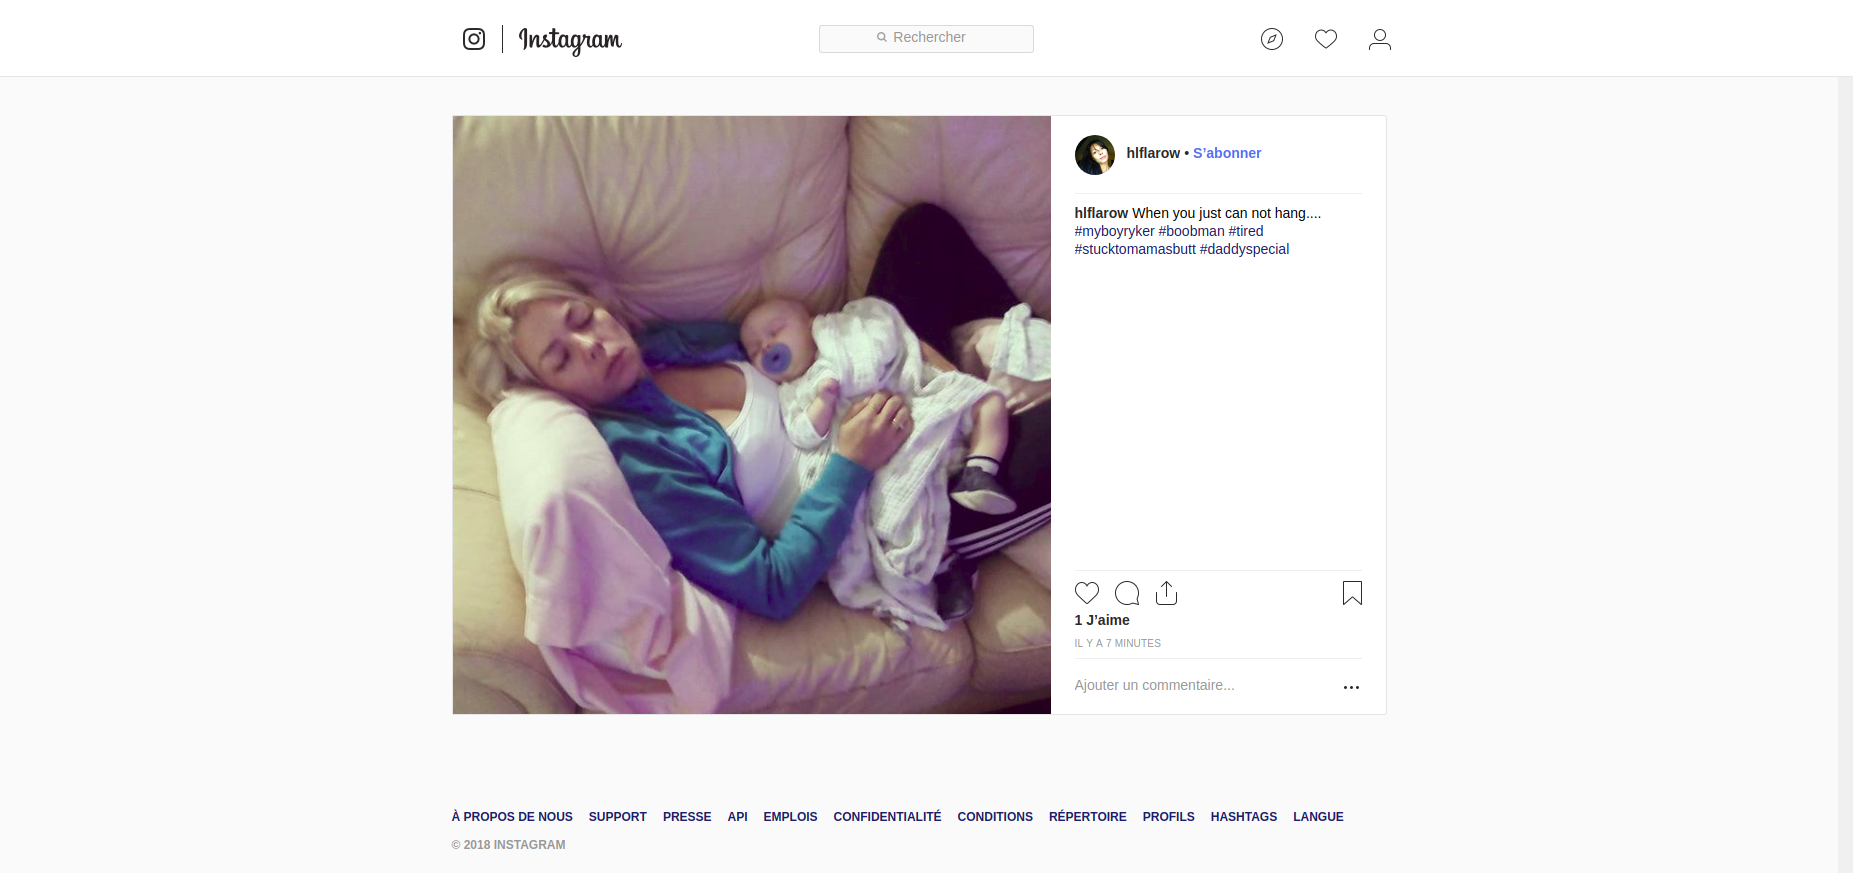 Instagram
Rechercher
hlflarow • S’abonner
hlflarow When you just can not hang....
#myboyryker #boobman #tired
#stucktomamasbutt #daddyspecial
1 J’aime
IL Y A 7 MINUTES
Ajouter un commentaire...
À PROPOS DE NOUS SUPPORT PRESSE API EMPLOIS CONFIDENTIALITÉ CONDITIONS RÉPERTOIRE PROFILS HASHTAGS LANGUE
© 2018 INSTAGRAM